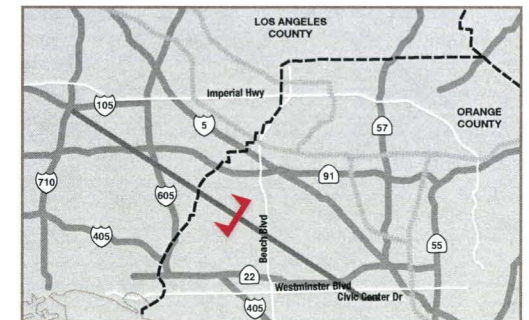 LOS ANGELES
COUNTY
Imperial Hwy
105
5
57
ORANGE
COUNTY
710
605
91
405
Beach Blvd
55
22
Westminster Blvd
Civic Center Dr
405